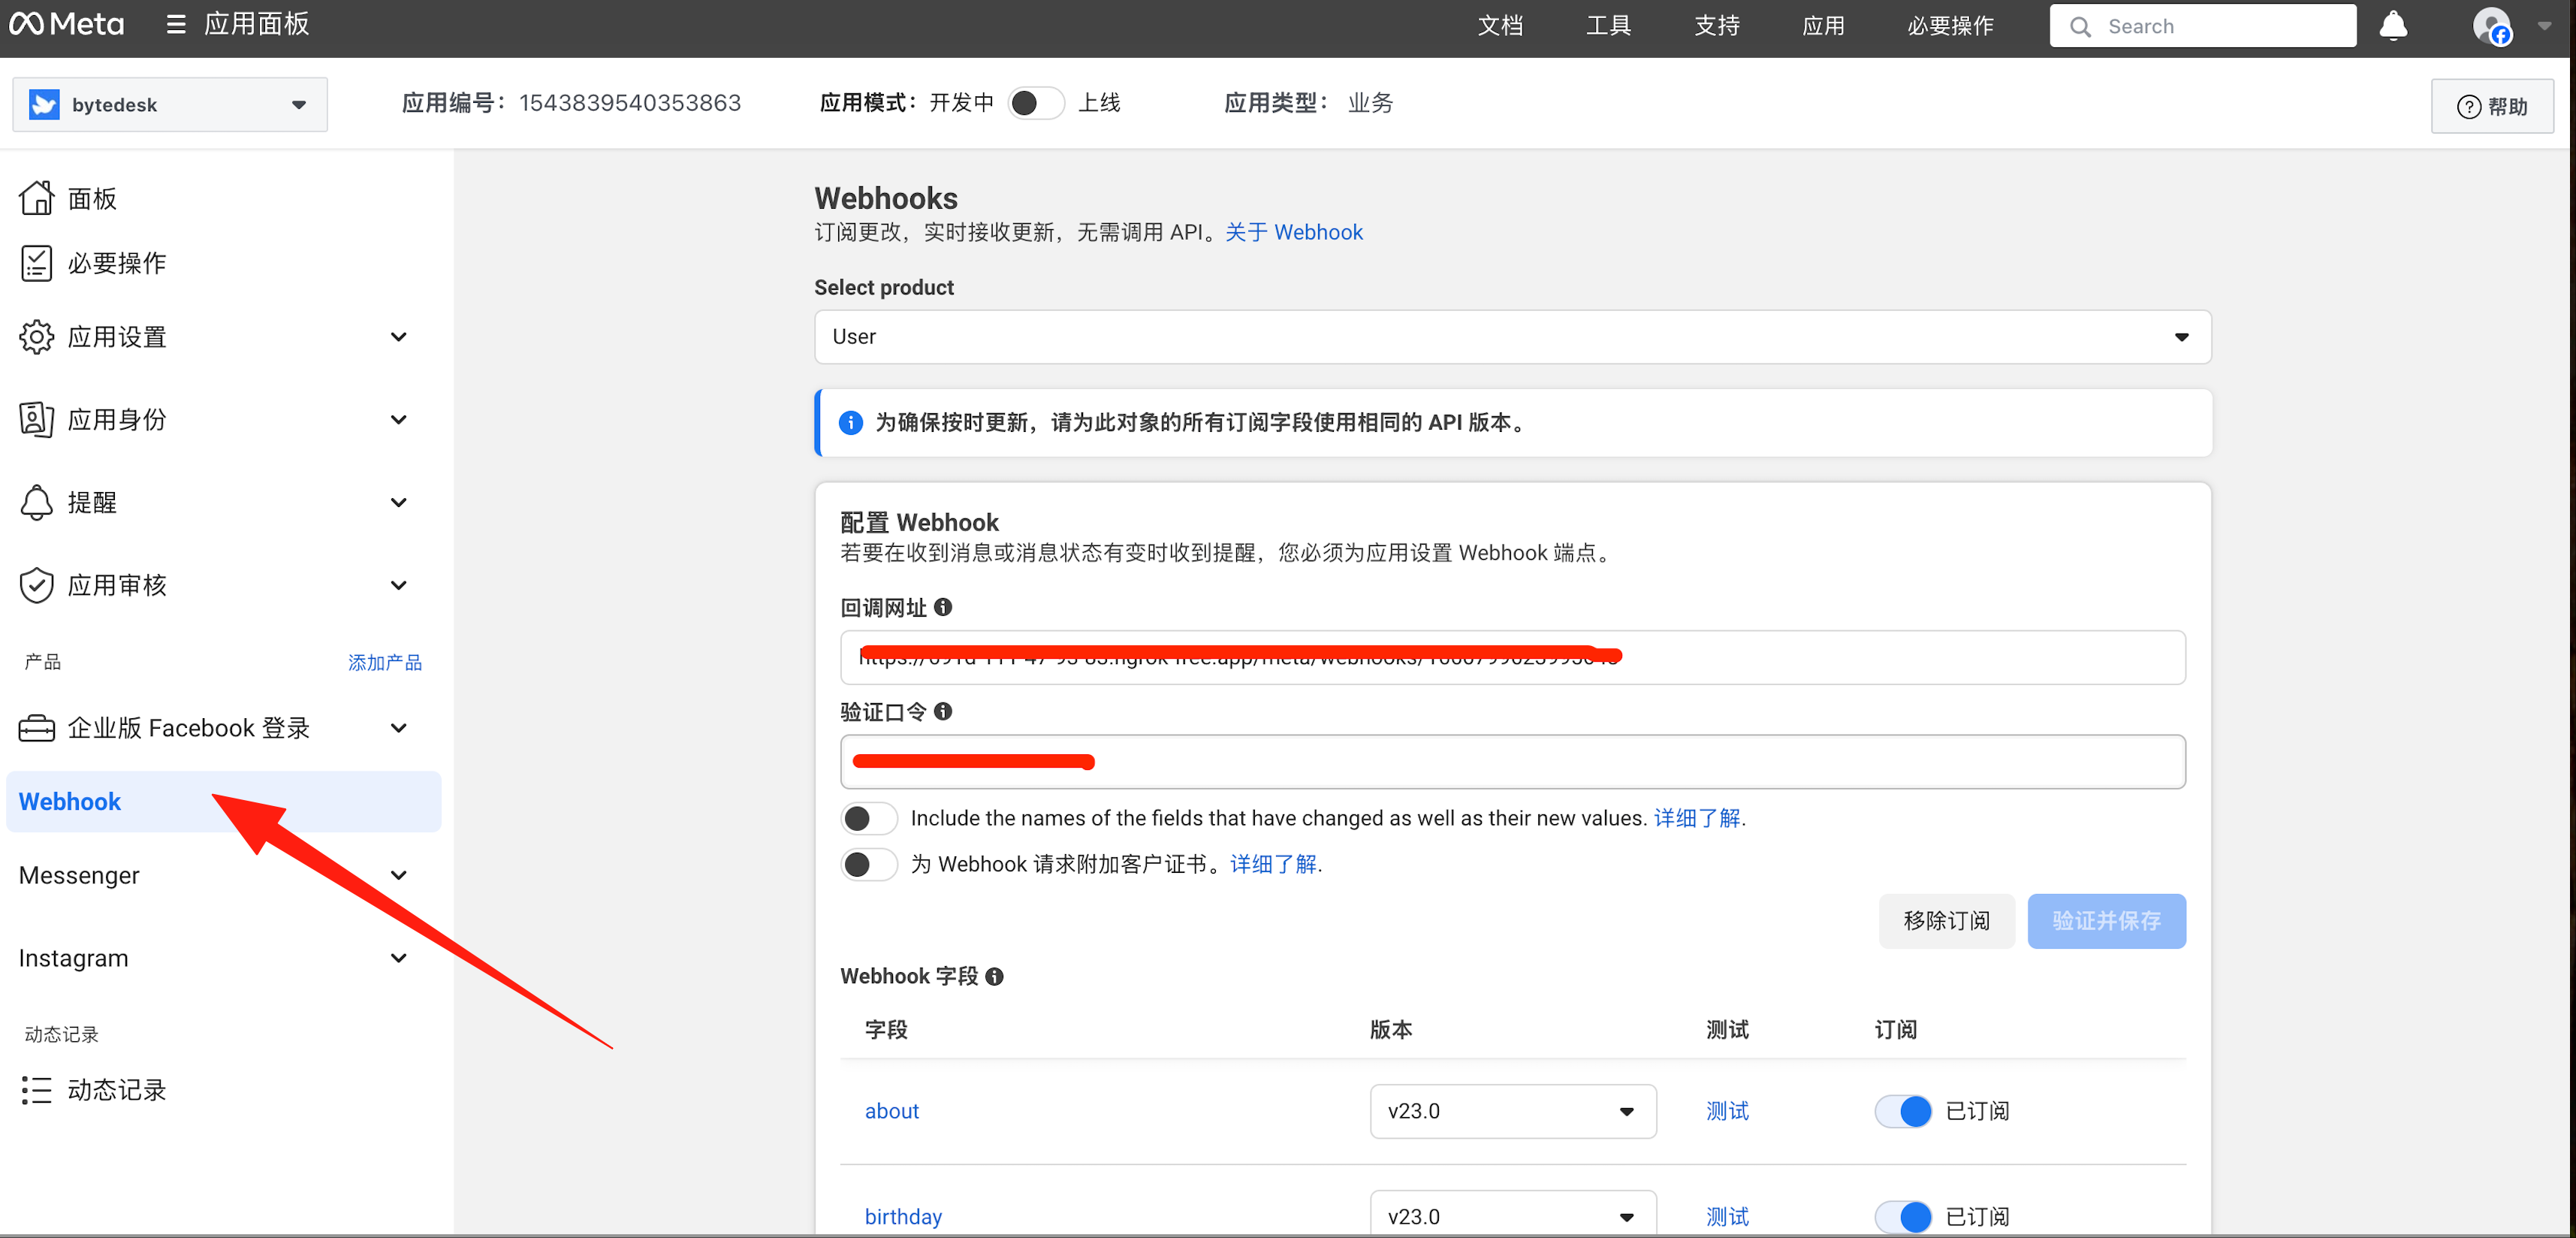 Meta
应用面板
文档
工具
支持
应用
必要操作
Search
bytedesk
应用编号： 1543839540353863
应用模式： 开发中
上线
应用类型： 业务
帮助
面板
必要操作
应用设置
应用身份
提醒
应用审核
产品
添加产品
企业版 Facebook 登录
Webhook
Messenger
Instagram
动态记录
动态记录
Webhooks
订阅更改，实时接收更新，无需调用 API。关于 Webhook
Select product
User
为确保按时更新，请为此对象的所有订阅字段使用相同的 API 版本。
配置 Webhook
若要在收到消息或消息状态有变时收到提醒，您必须为应用设置 Webhook 端点。
回调网址
验证口令
Include the names of the fields that have changed as well as their new values. 详细了解.
为 Webhook 请求附加客户证书。详细了解.
移除订阅
验证并保存
Webhook 字段
字段 版本 测试 订阅
about v23.0 测试 已订阅
birthday v23.0 测试 已订阅